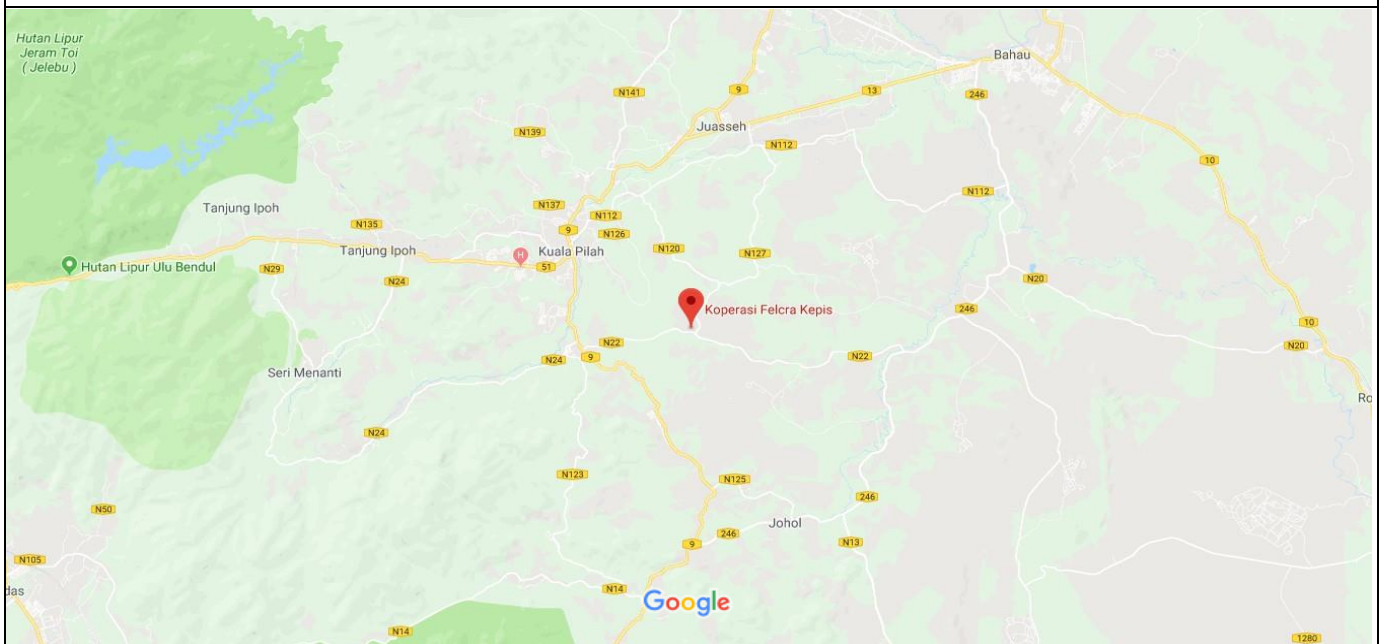 Hutan Lipur
Jeram Toi
( Jelebu )
Bahau
N141
9
13
246
Juasseh
N139
N112
10
N112
Tanjung Ipoh
N137
N112
N135
9
N126
Tanjung Ipoh
H
Kuala Pilah
N120
N127
Hutan Lipur Ulu Bendul
N29
51
N24
N20
Koperasi Felcra Kepis
246
10
N22
N20
N24
9
N22
Seri Menanti
Ro
N24
N123
N125
246
N50
Johol
246
9
N13
N105
das
N14
Google
N14
1280